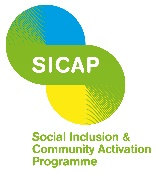 SICAP
Social Inclusion &
Community Activation
Programme